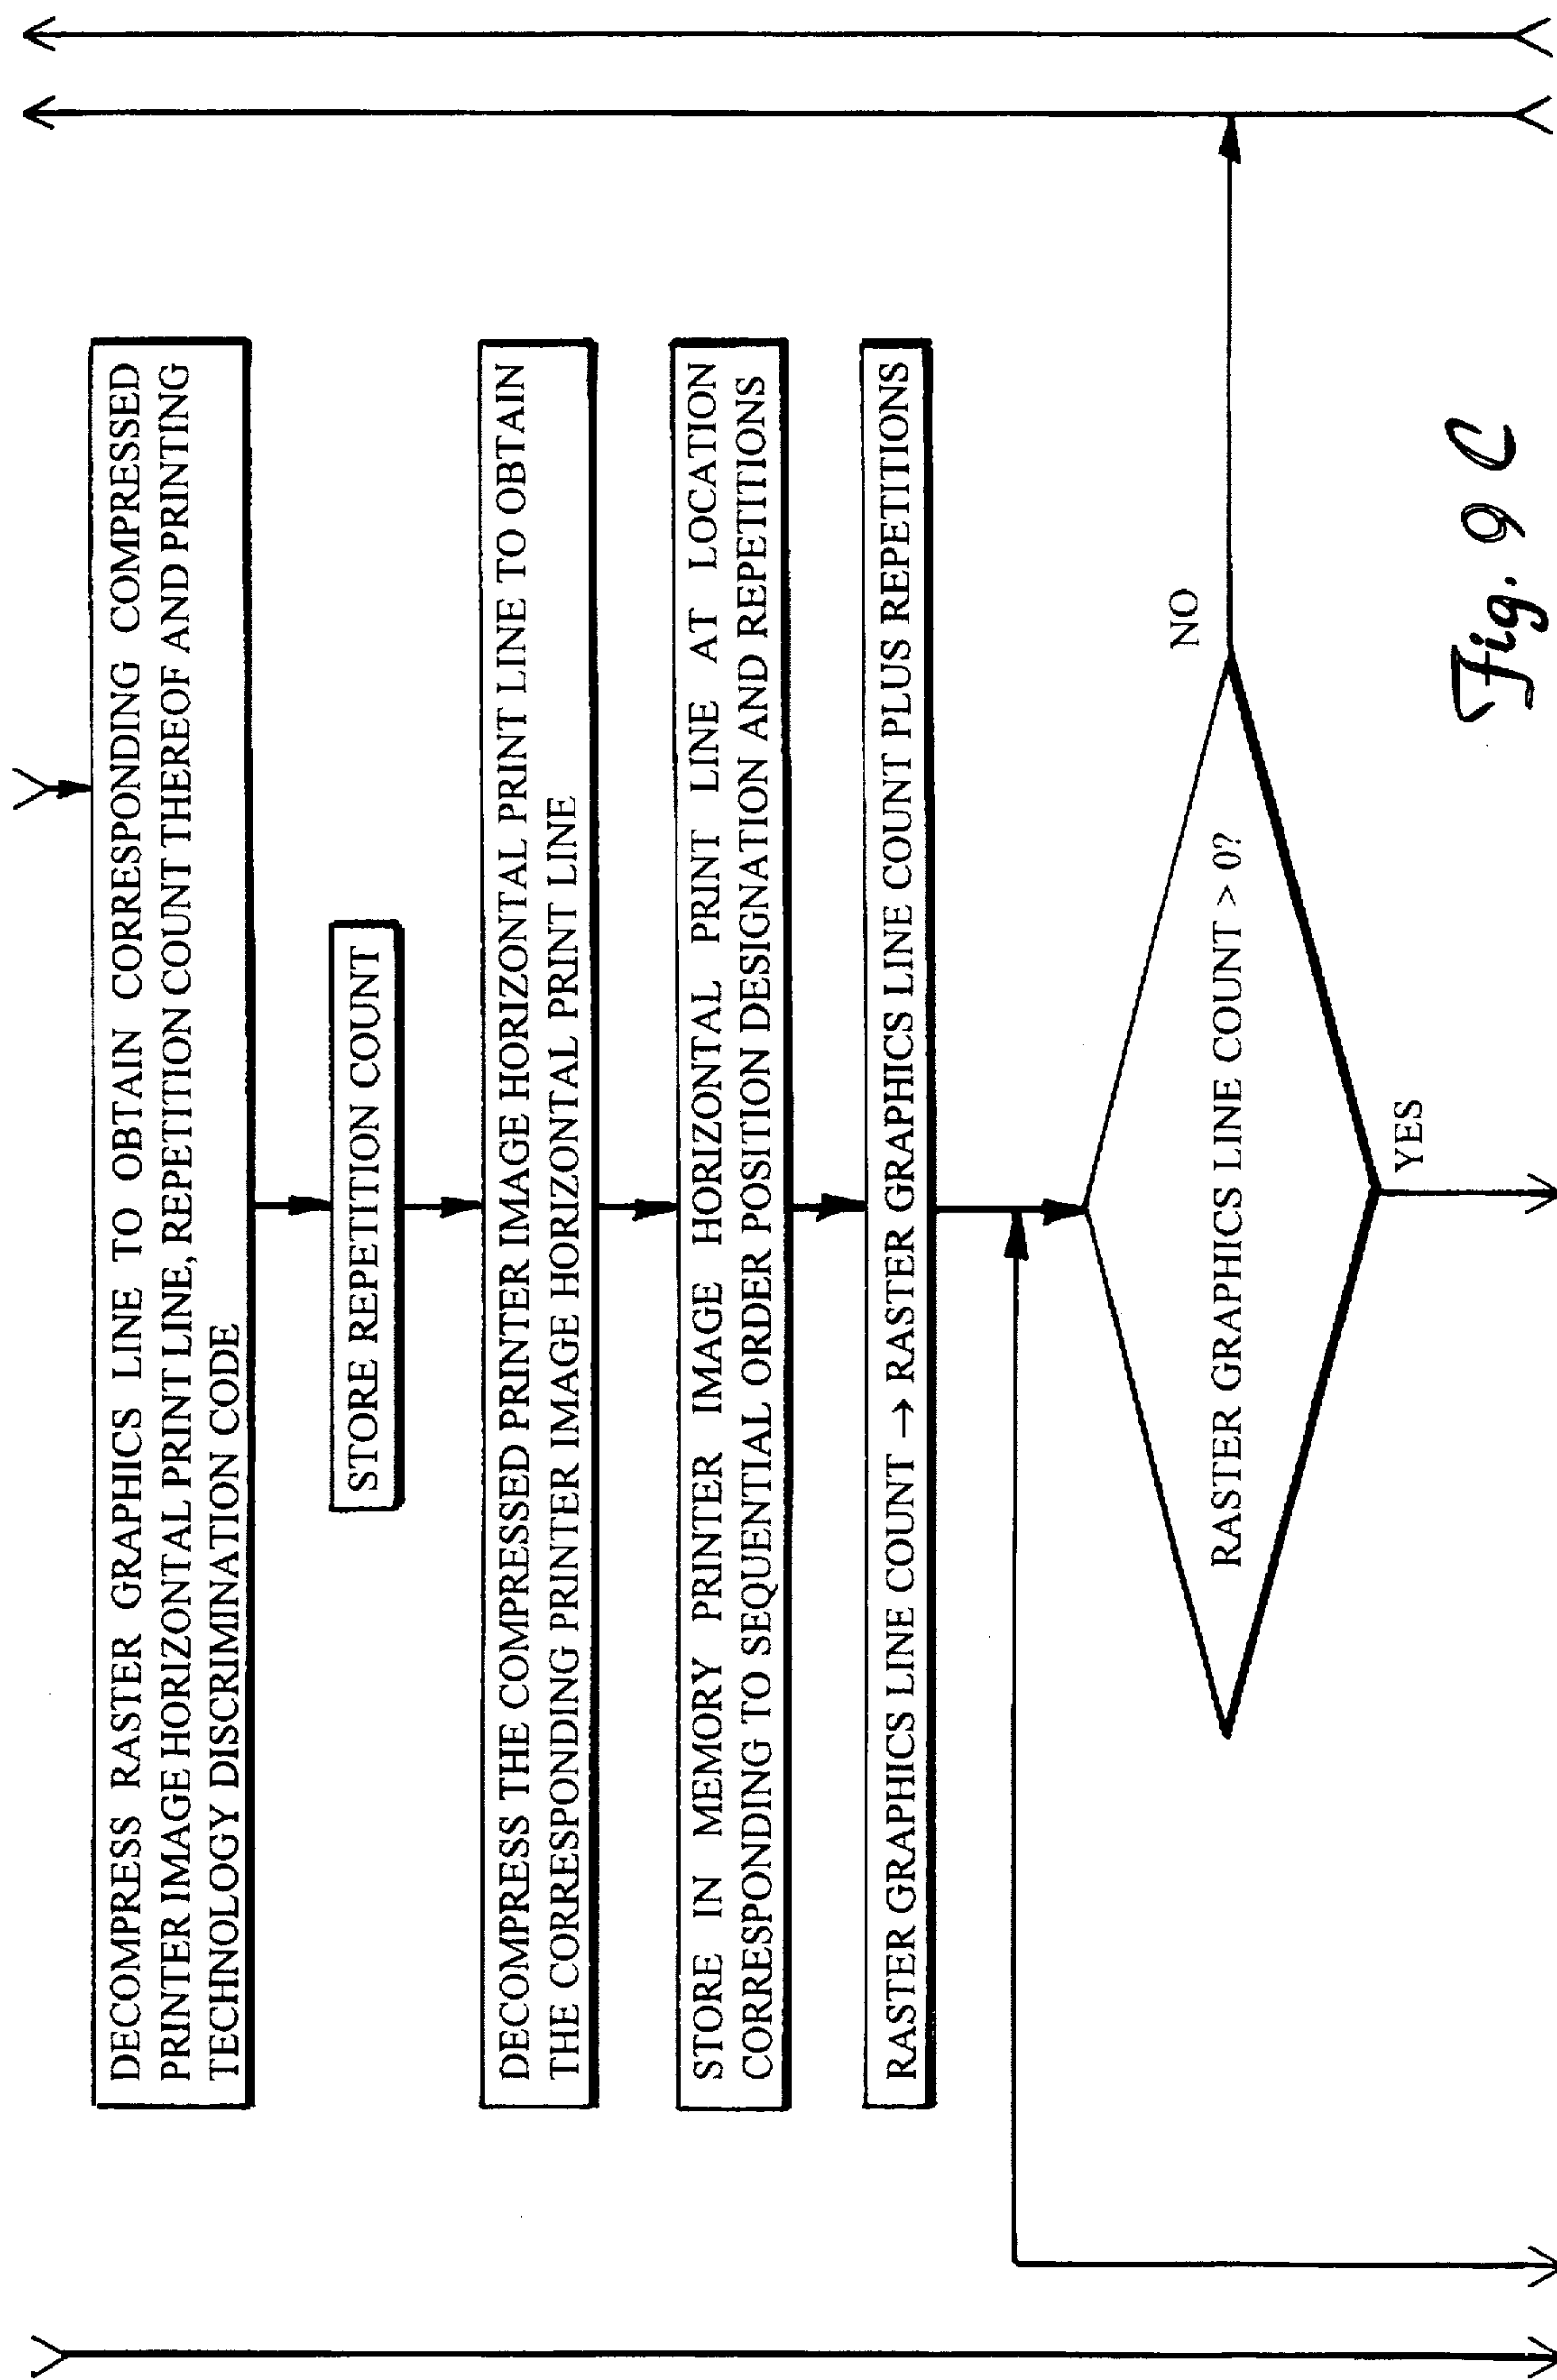 DECOMPRESS RASTER GRAPHICS LINE TO OBTAIN CORRESPONDING COMPRESSED
PRINTER IMAGE HORIZONTAL PRINT LINE, REPETITION COUNT THEREOF AND PRINTING
TECHNOLOGY DISCRIMINATION CODE
STORE REPETITION COUNT
DECOMPRESS THE COMPRESSED PRINTER IMAGE HORIZONTAL PRINT LINE TO OBTAIN
THE CORRESPONDING PRINTER IMAGE HORIZONTAL PRINT LINE
STORE IN MEMORY PRINTER IMAGE HORIZONTAL PRINT LINE AT LOCATION
CORRESPONDING TO SEQUENTIAL ORDER POSITION DESIGNATION AND REPETITIONS
RASTER GRAPHICS LINE COUNT → RASTER GRAPHICS LINE COUNT PLUS REPETITIONS
NO
RASTER GRAPHICS LINE COUNT > 0?
YES
Fig. 9 C